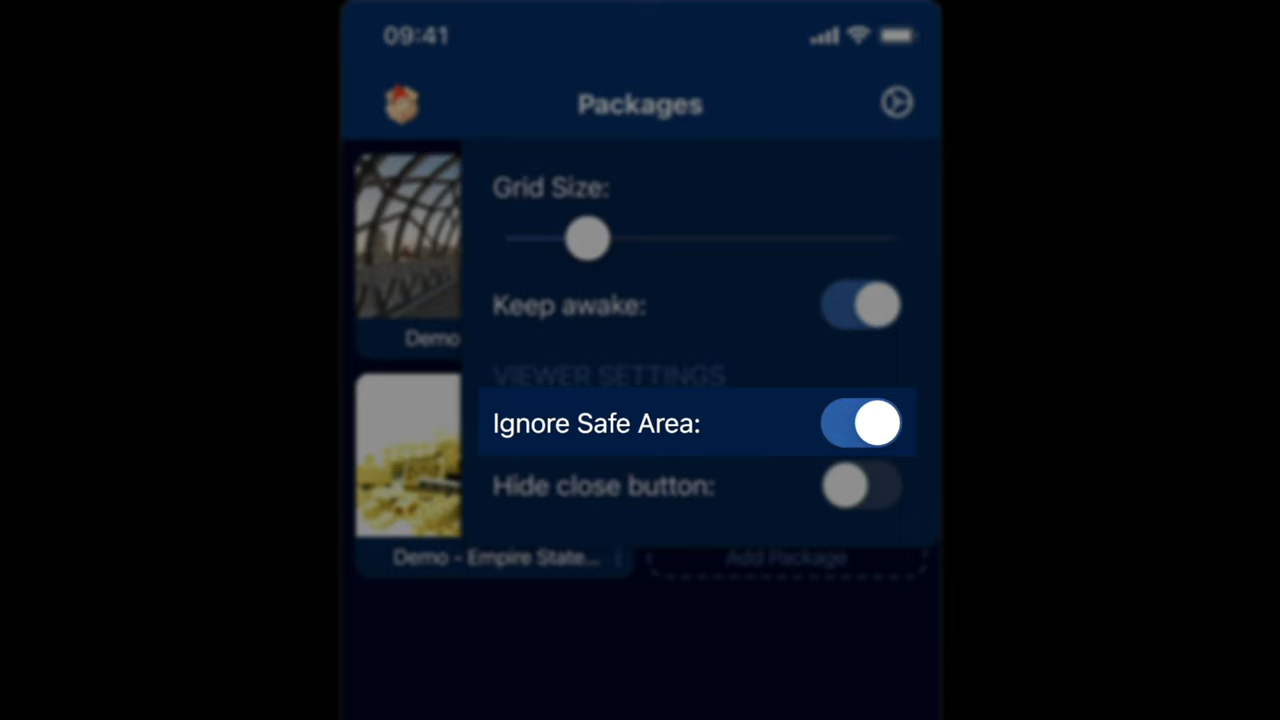 09:41
Packages
Grid Size:
Keep awake:
Demo
VIEWER SETTINGS
Ignore Safe Area:
Hide close button:
Demo - Empire State...
Add Package